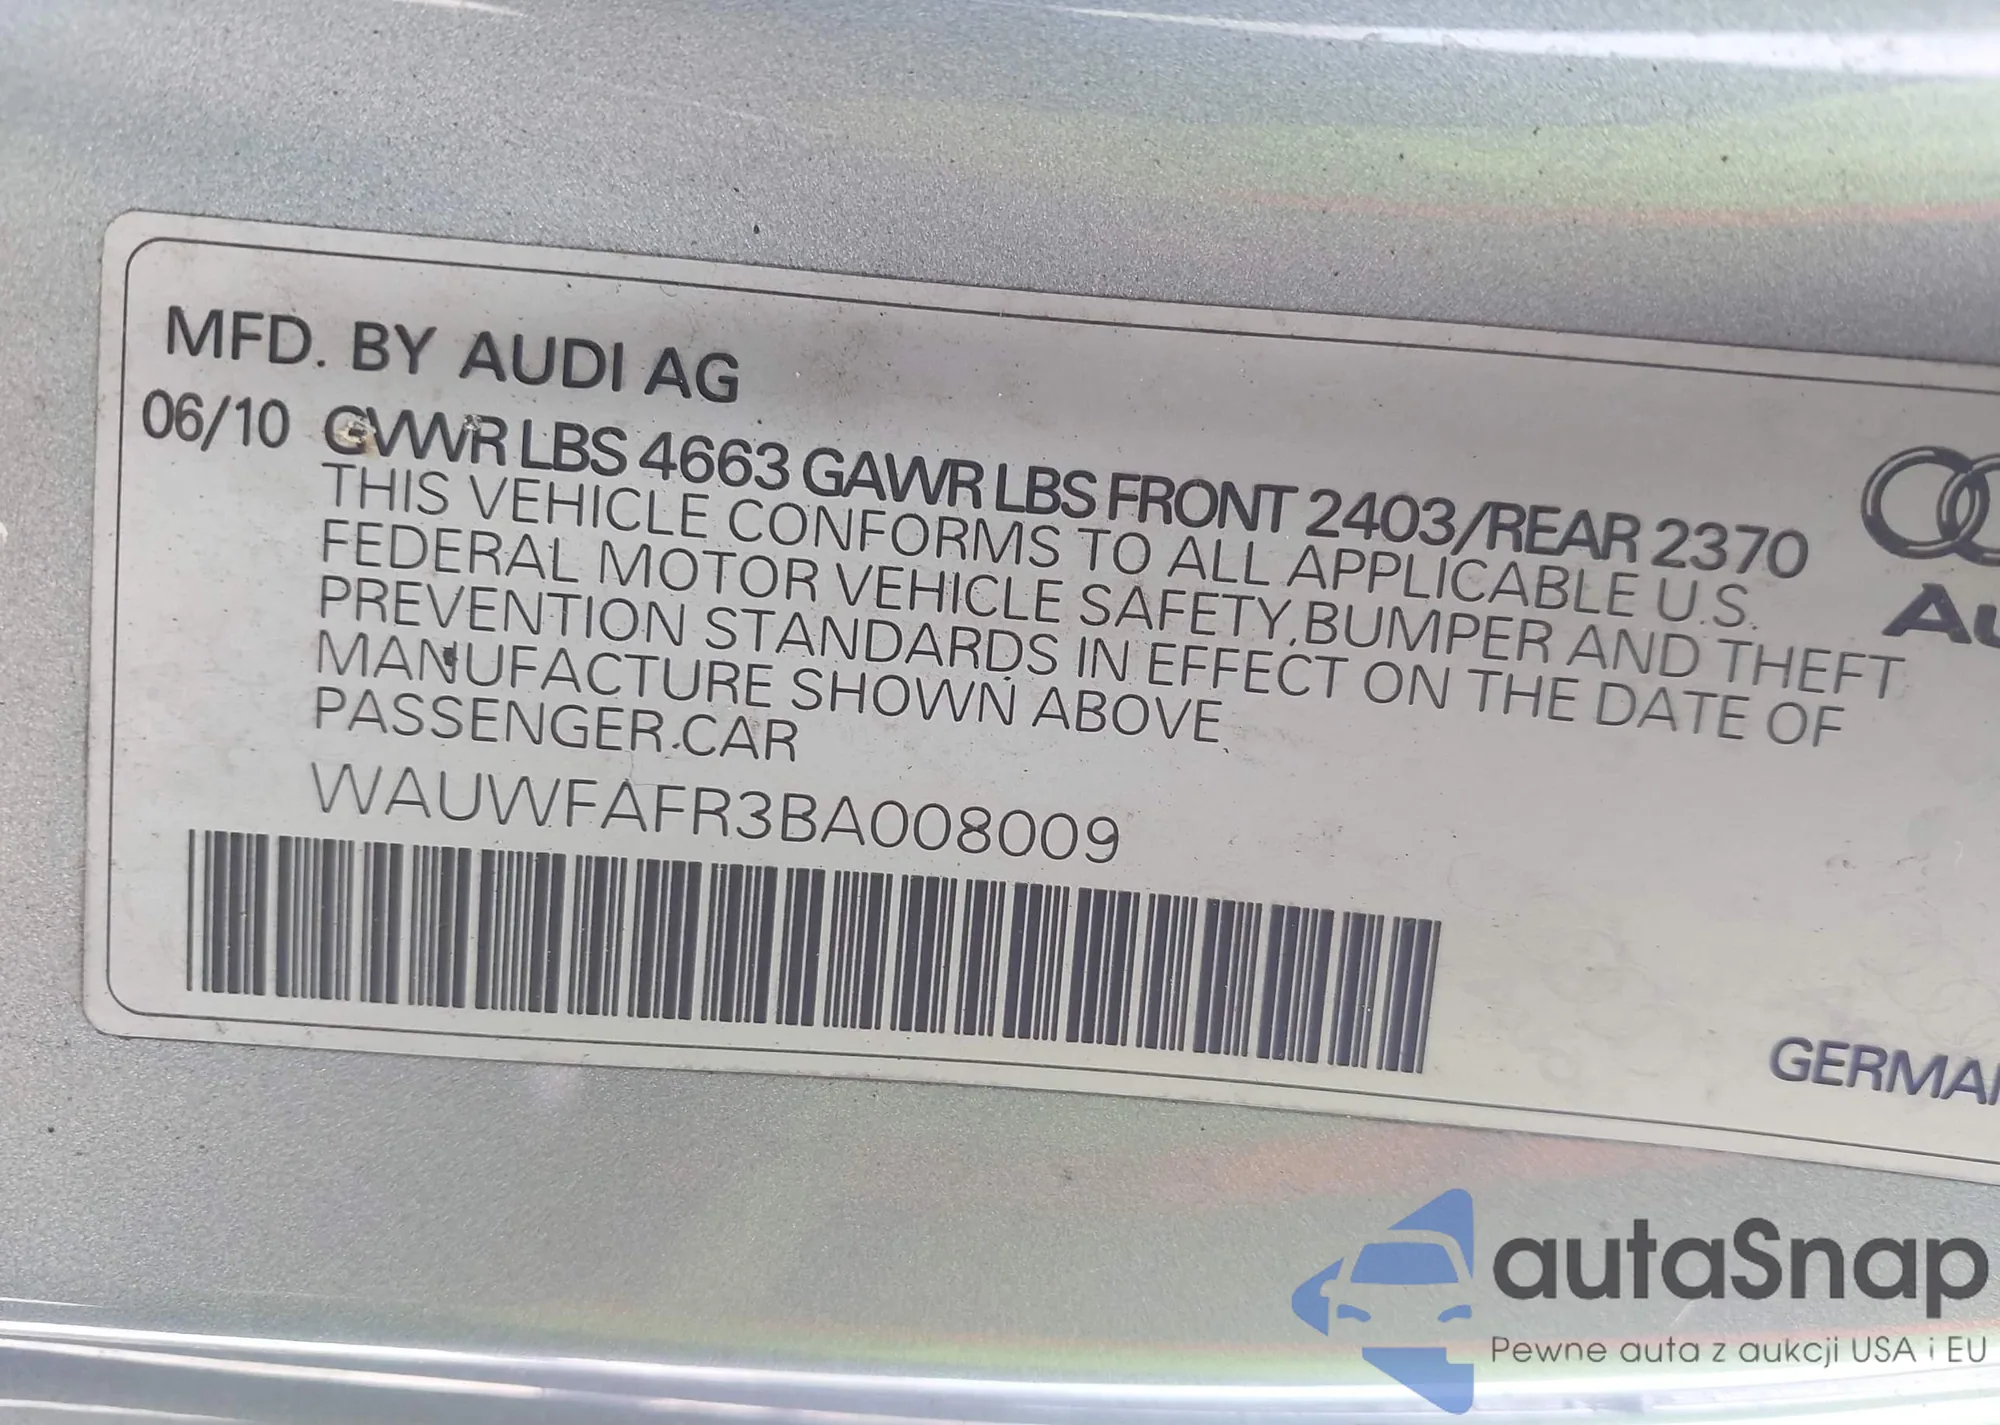 MFD. BY AUDI AG
06/10 GVWR LBS 4663 GAWR LBS FRONT 2403/REAR 2370
THIS VEHICLE CONFORMS TO ALL APPLICABLE U.S.
FEDERAL MOTOR VEHICLE SAFETY,BUMPER AND THEFT
PREVENTION STANDARDS IN EFFECT ON THE DATE OF
MANUFACTURE SHOWN ABOVE.
PASSENGER.CAR
WAUWFAFR3BA008009
Au
GERMAN
autaSnap
Pewne auta z aukcji USA i EU